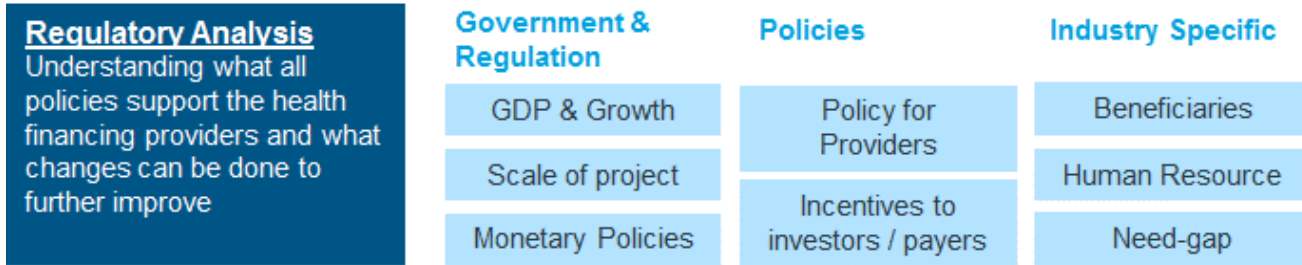 Regulatory Analysis
Understanding what all
policies support the health
financing providers and what
changes can be done to
further improve
Government &
Regulation
GDP & Growth
Scale of project
Monetary Policies
Policies
Policy for
Providers
Incentives to
investors / payers
Industry Specific
Beneficiaries
Human Resource
Need-gap